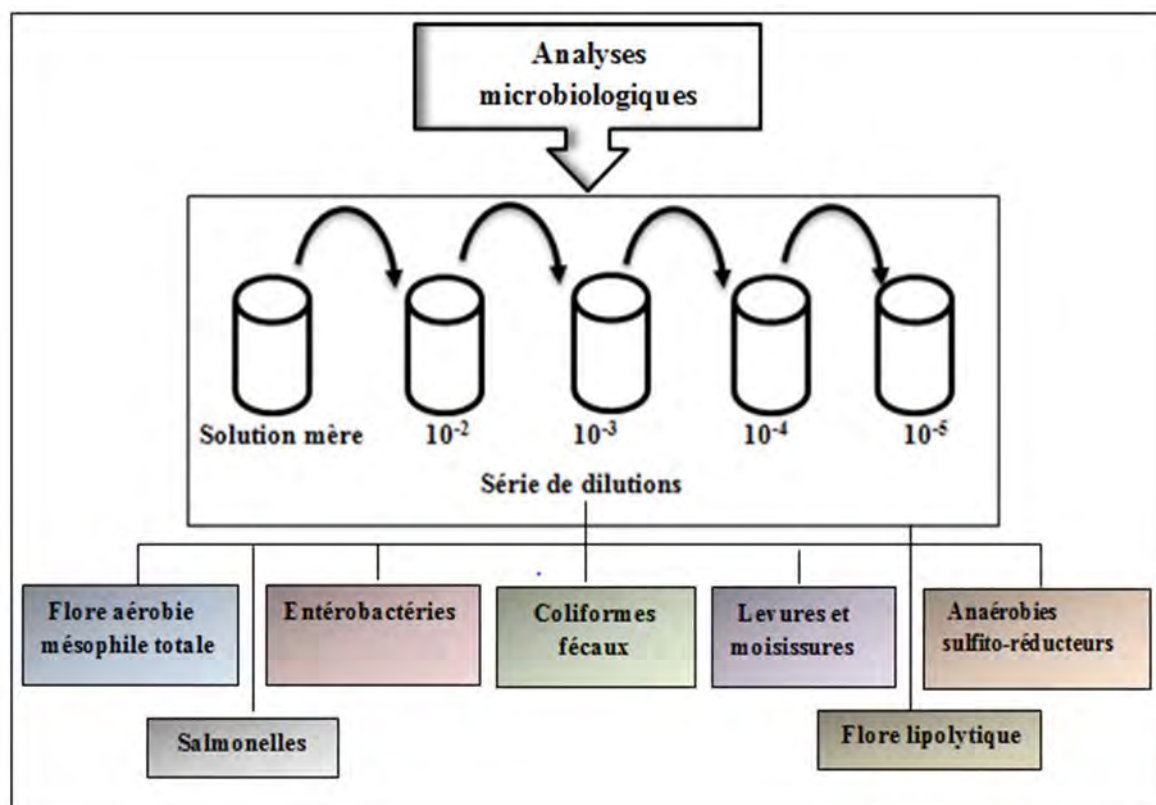 Analyses
microbiologiques
Solution mère
10⁻²
10⁻³
10⁻⁴
10⁻⁵
Série de dilutions
Flore aérobie
mésophile totale
Entérobactéries
Coliformes
fécaux
Levures et
moisissures
Anaérobies
sulfito-réducteurs
Salmonelles
Flore lipolytique